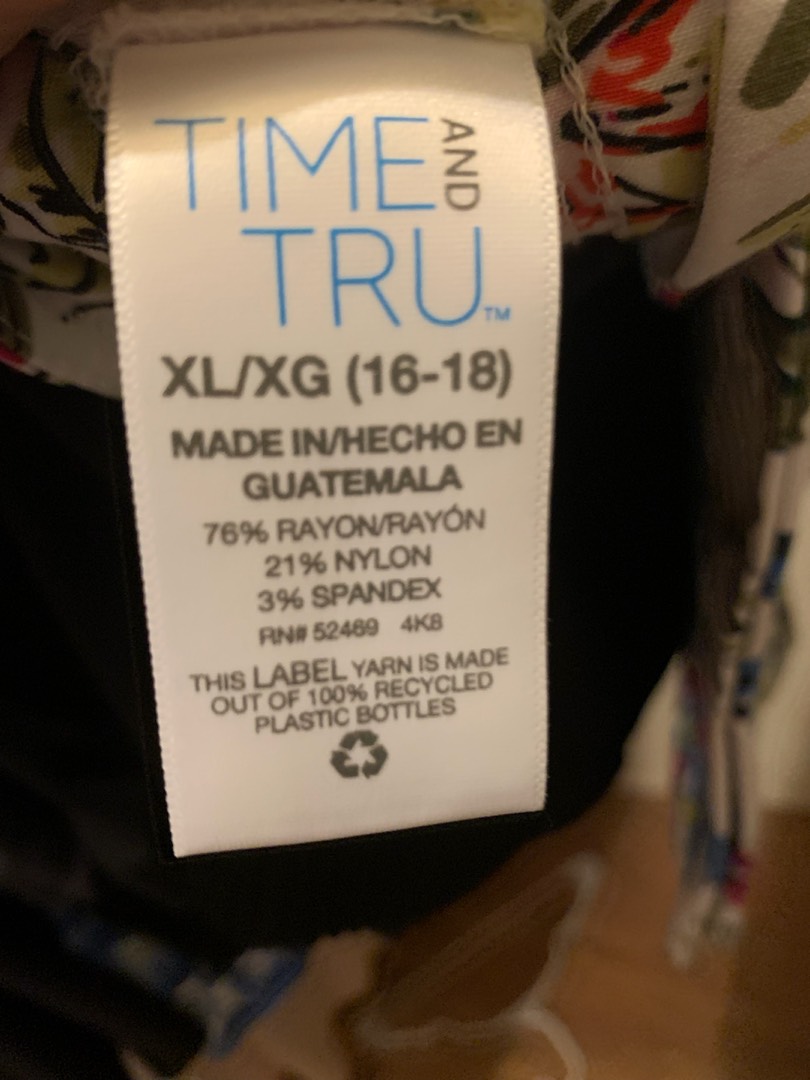 TIME AND
TRU™
XL/XG (16-18)
MADE IN/HECHO EN
GUATEMALA
76% RAYON/RAYÓN
21% NYLON
3% SPANDEX
RN# 52469 4K8
THIS LABEL YARN IS MADE
OUT OF 100% RECYCLED
PLASTIC BOTTLES